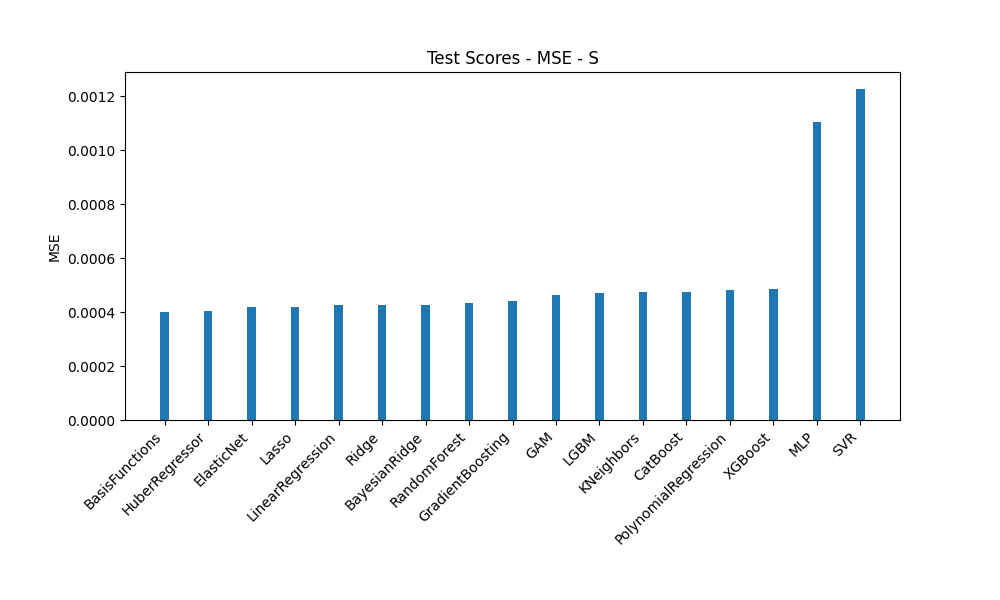 Test Scores - MSE - S
MSE
0.0012
0.0010
0.0008
0.0006
0.0004
0.0002
0.0000
BasisFunctions
HuberRegressor
ElasticNet
Lasso
LinearRegression
Ridge
BayesianRidge
RandomForest
GradientBoosting
GAM
LGBM
KNeighbors
CatBoost
PolynomialRegression
XGBoost
MLP
SVR